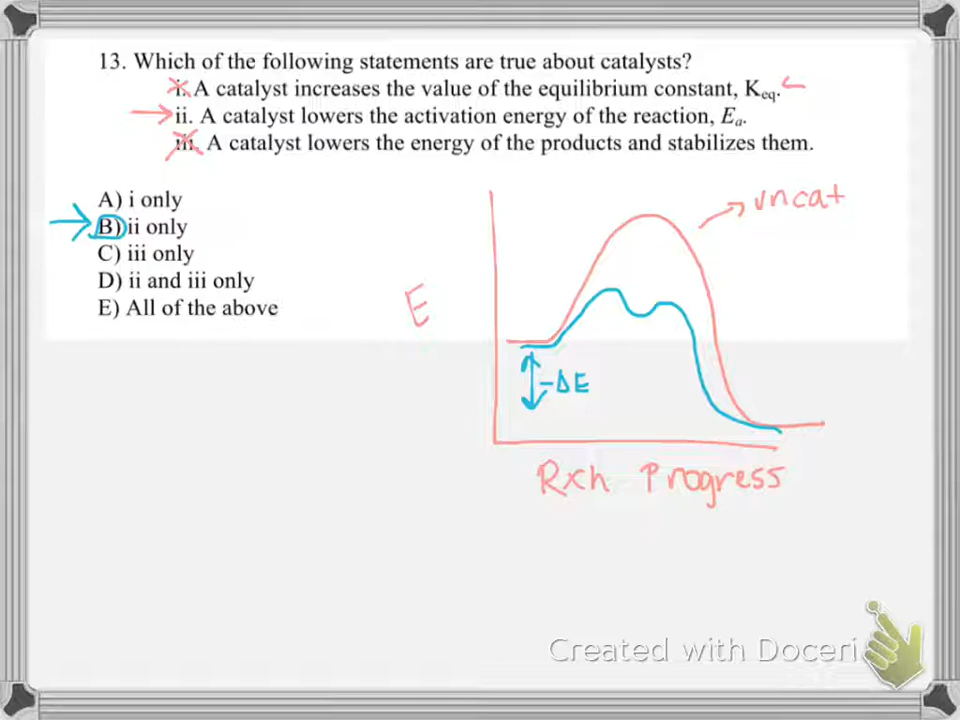 13. Which of the following statements are true about catalysts?
i. A catalyst increases the value of the equilibrium constant, Keq.
ii. A catalyst lowers the activation energy of the reaction, Ea.
iii. A catalyst lowers the energy of the products and stabilizes them.
A) i only
B) ii only
C) iii only
D) ii and iii only
E) All of the above
uncat
E
-ΔE
Rxn Progress
Created with Doceri